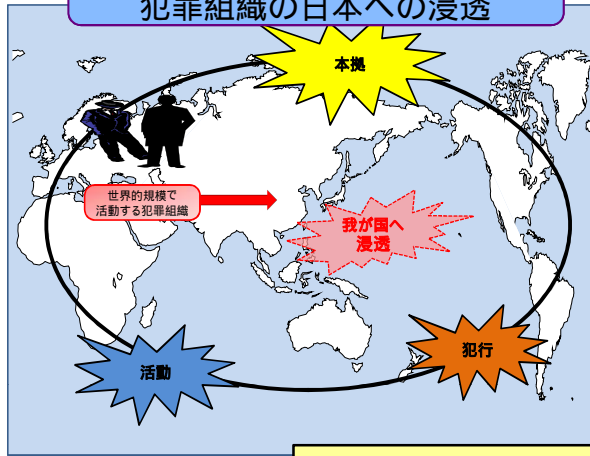 犯罪組織の日本への浸透
本拠
世界的規模で
活動する犯罪組織
我が国へ
浸透
犯行
活動